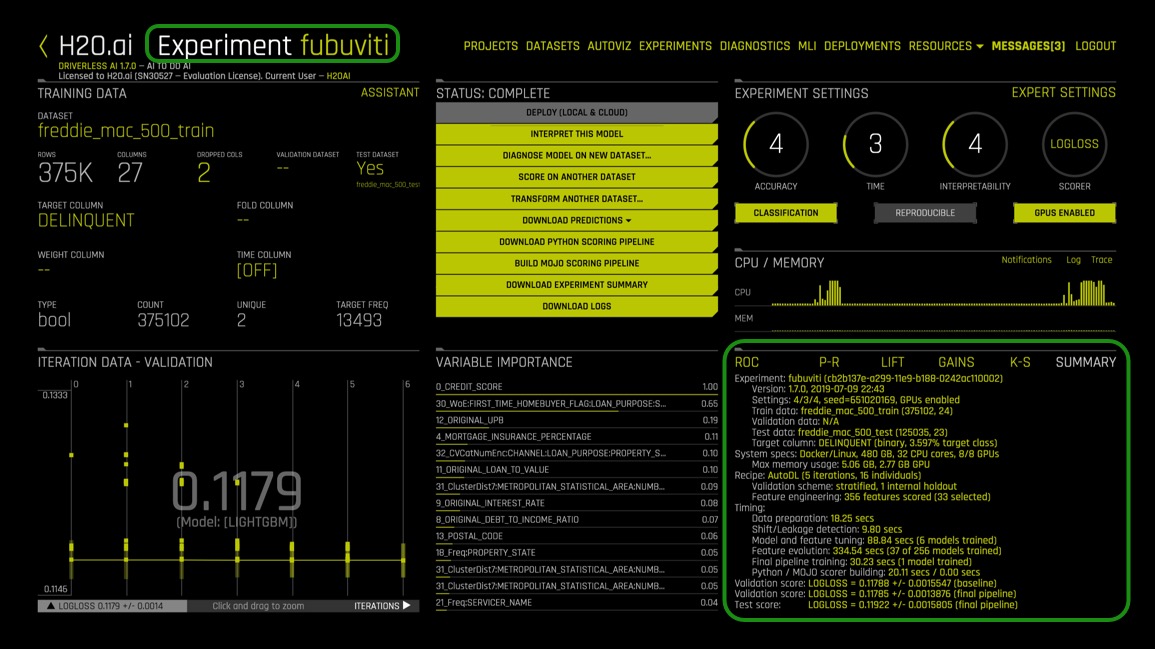 H2O.ai Experiment fubuviti
DRIVERLESS AI 1.7.0 — AI TO DO AI
Licensed to H2O.ai (SN30527 — Evaluation License), Current User — H2OAI
PROJECTS DATASETS AUTOVIZ EXPERIMENTS DIAGNOSTICS MLI DEPLOYMENTS RESOURCES MESSAGES[3] LOGOUT
TRAINING DATA ASSISTANT
DATASET
freddie_mac_500_train
ROWS COLUMNS DROPPED COLS VALIDATION DATASET TEST DATASET
375K 27 2 -- Yes
freddie_mac_500_test
TARGET COLUMN FOLD COLUMN
DELINQUENT --
WEIGHT COLUMN TIME COLUMN
-- [OFF]
TYPE COUNT UNIQUE TARGET FREQ
bool 375102 2 13493
STATUS: COMPLETE
DEPLOY (LOCAL & CLOUD)
INTERPRET THIS MODEL
DIAGNOSE MODEL ON NEW DATASET...
SCORE ON ANOTHER DATASET
TRANSFORM ANOTHER DATASET...
DOWNLOAD PREDICTIONS
DOWNLOAD PYTHON SCORING PIPELINE
BUILD MOJO SCORING PIPELINE
DOWNLOAD EXPERIMENT SUMMARY
DOWNLOAD LOGS
EXPERIMENT SETTINGS EXPERT SETTINGS
4 3 4 LOGLOSS
ACCURACY TIME INTERPRETABILITY SCORER
CLASSIFICATION REPRODUCIBLE GPUS ENABLED
CPU / MEMORY Notifications Log Trace
CPU
MEM
ITERATION DATA - VALIDATION
0 1 2 3 4 5 6
0.1333
0.1179
(Model: [LIGHTGBM])
0.1146
▲ LOGLOSS 0.1179 +/- 0.0014 Click and drag to zoom ITERATIONS ▶
VARIABLE IMPORTANCE
0_CREDIT_SCORE 1.00
30_WoE:FIRST_TIME_HOMEBUYER_FLAG:LOAN_PURPOSE:S... 0.65
12_ORIGINAL_UPB 0.19
4_MORTGAGE_INSURANCE_PERCENTAGE 0.11
32_CVCatNumEnc:CHANNEL:LOAN_PURPOSE:PROPERTY_S... 0.10
11_ORIGINAL_LOAN_TO_VALUE 0.10
31_ClusterDist7:METROPOLITAN_STATISTICAL_AREA:NUMB... 0.09
9_ORIGINAL_INTEREST_RATE 0.08
8_ORIGINAL_DEBT_TO_INCOME_RATIO 0.07
13_POSTAL_CODE 0.06
18_Freq:PROPERTY_STATE 0.05
31_ClusterDist7:METROPOLITAN_STATISTICAL_AREA:NUMB... 0.05
31_ClusterDist7:METROPOLITAN_STATISTICAL_AREA:NUMB... 0.05
21_Freq:SERVICER_NAME 0.04
ROC P-R LIFT GAINS K-S SUMMARY
Experiment: fubuviti (cb2b137e-a299-11e9-b188-0242ac110002)
Version: 1.7.0, 2019-07-09 22:43
Settings: 4/3/4, seed=651020169, GPUs enabled
Train data: freddie_mac_500_train (375102, 24)
Validation data: N/A
Test data: freddie_mac_500_test (125035, 23)
Target column: DELINQUENT (binary, 3.597% target class)
System specs: Docker/Linux, 480 GB, 32 CPU cores, 8/8 GPUs
Max memory usage: 5.06 GB, 2.77 GB GPU
Recipe: AutoDL (5 iterations, 16 individuals)
Validation scheme: stratified, 1 internal holdout
Feature engineering: 356 features scored (33 selected)
Timing:
Data preparation: 18.25 secs
Shift/Leakage detection: 9.80 secs
Model and feature tuning: 88.84 secs (6 models trained)
Feature evolution: 334.54 secs (37 of 256 models trained)
Final pipeline training: 30.23 secs (1 model trained)
Python / MOJO scorer building: 20.11 secs / 0.00 secs
Validation score: LOGLOSS = 0.11788 +/- 0.0015547 (baseline)
Validation score: LOGLOSS = 0.11785 +/- 0.0013876 (final pipeline)
Test score: LOGLOSS = 0.11922 +/- 0.0015805 (final pipeline)